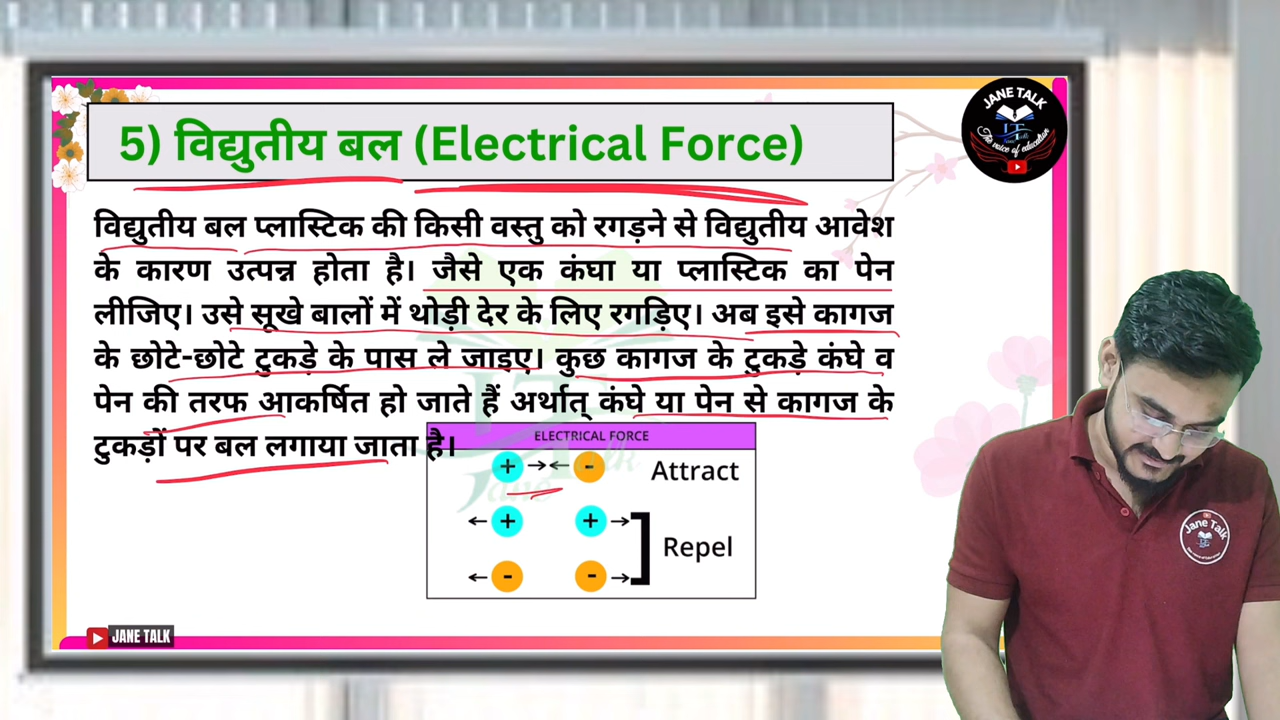 5) विद्युतीय बल (Electrical Force)
JANE TALK
The voice of education
विद्युतीय बल प्लास्टिक की किसी वस्तु को रगड़ने से विद्युतीय आवेश
के कारण उत्पन्न होता है। जैसे एक कंघा या प्लास्टिक का पेन
लीजिए। उसे सूखे बालों में थोड़ी देर के लिए रगड़िए। अब इसे कागज
के छोटे-छोटे टुकड़े के पास ले जाइए। कुछ कागज के टुकड़े कंघे व
पेन की तरफ आकर्षित हो जाते हैं अर्थात् कंघे या पेन से कागज के
टुकड़ों पर बल लगाया जाता है।
ELECTRICAL FORCE
+ →← - Attract
← + + →
Repel
← - - →
Jane Talk
JANE TALK